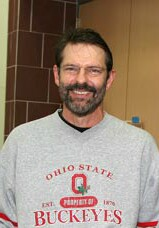 OHIO STATE
PROPERTY OF
EST. 1870
BUCKEYES